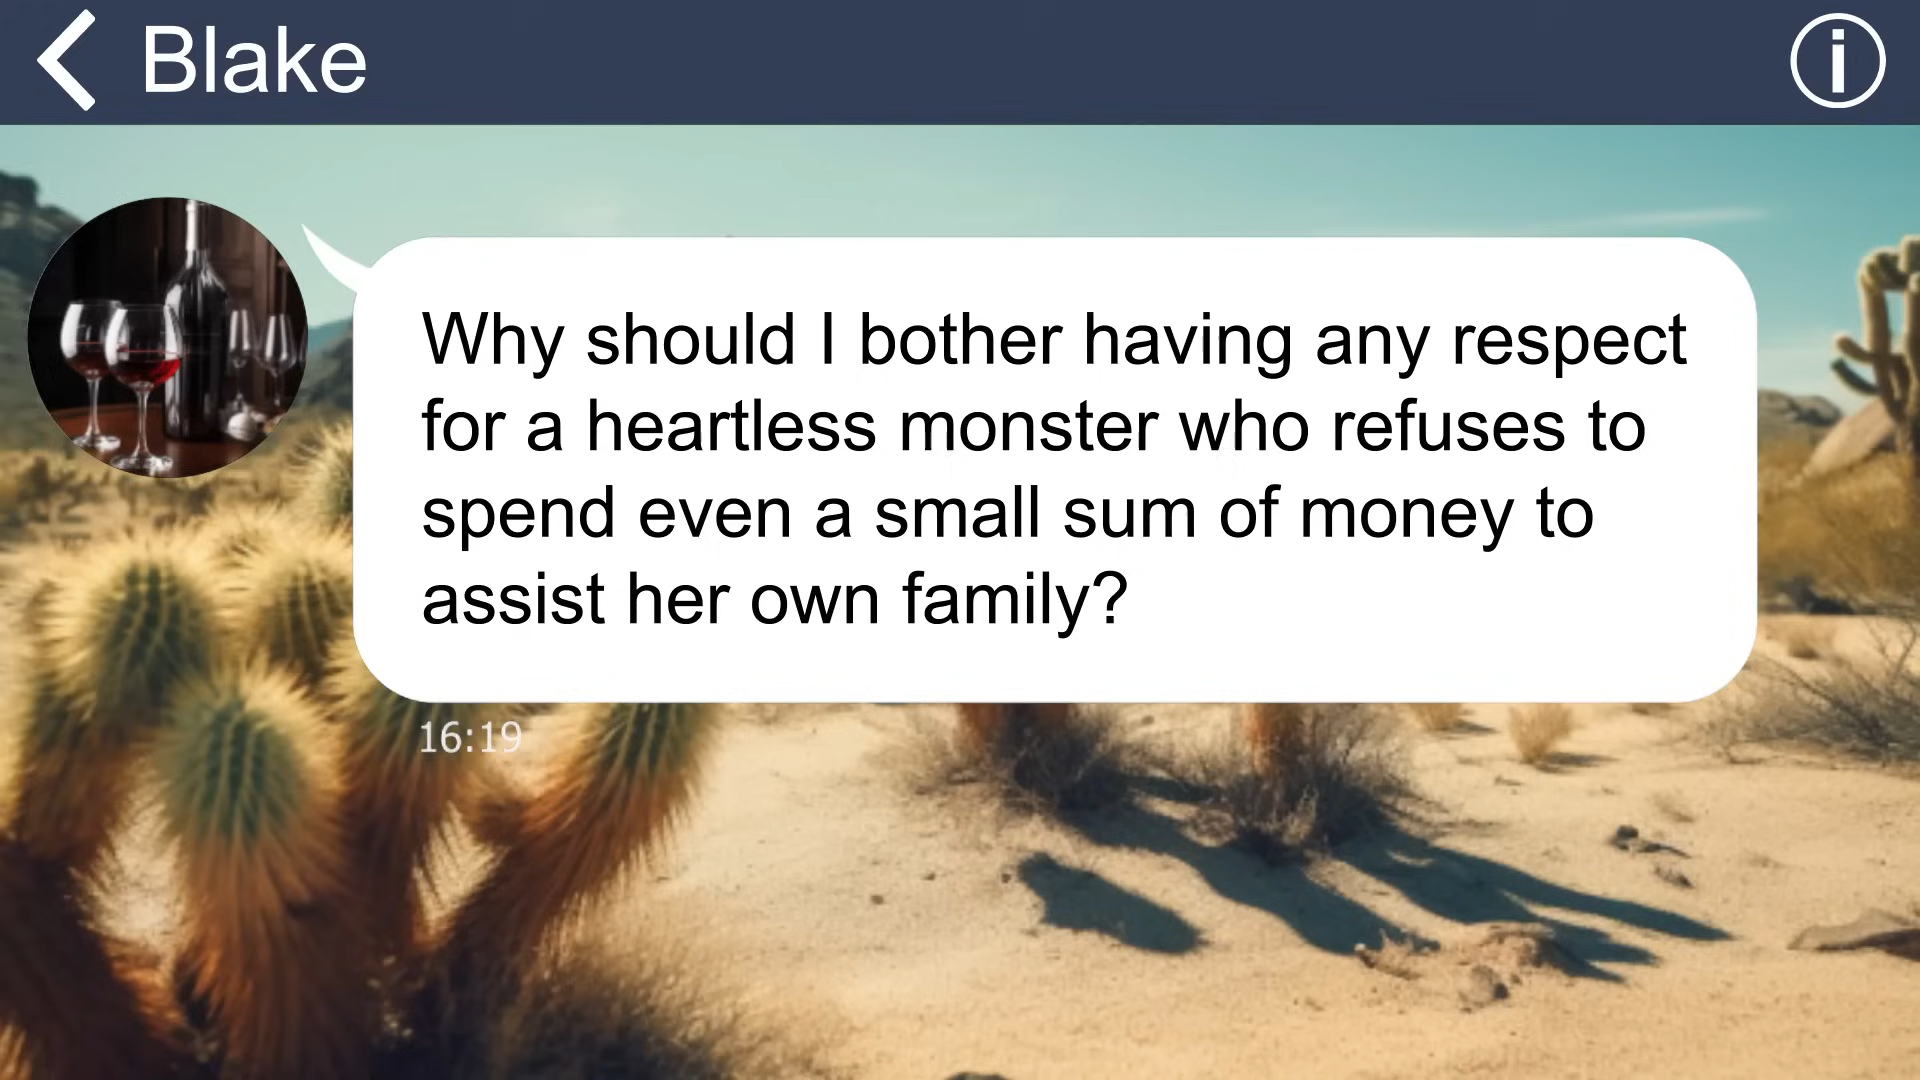 Blake
Why should I bother having any respect
for a heartless monster who refuses to
spend even a small sum of money to
assist her own family?
16:19